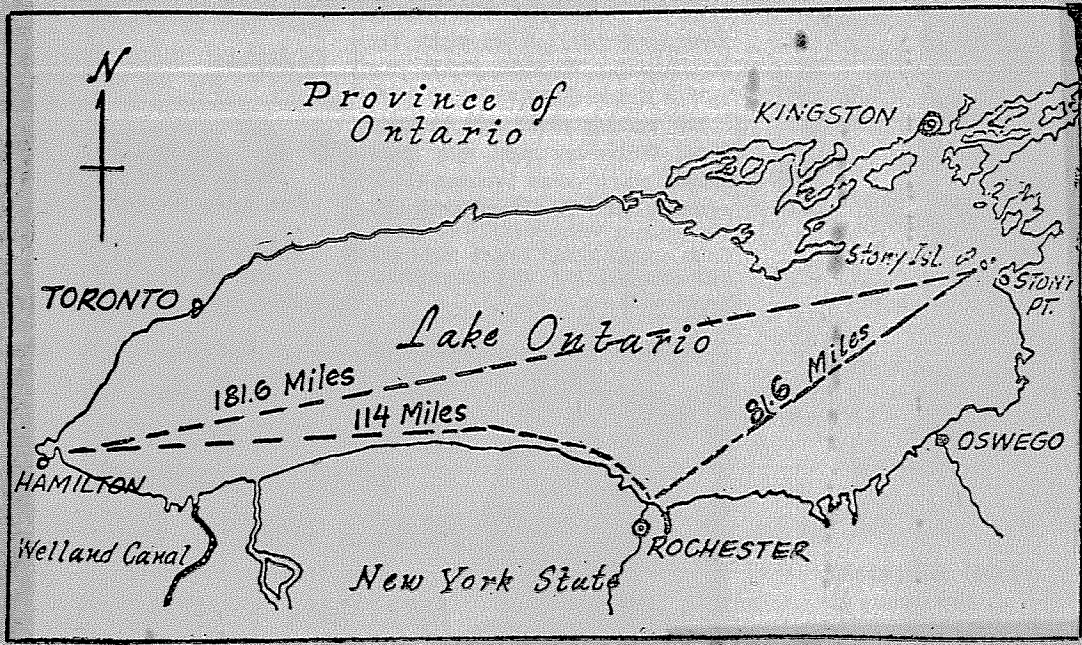 N
Province of
Ontario
KINGSTON
Stony Isl.
STONY
PT.
TORONTO
Lake Ontario
181.6 Miles
81.6 Miles
114 Miles
OSWEGO
HAMILTON
Welland Canal
ROCHESTER
New York State